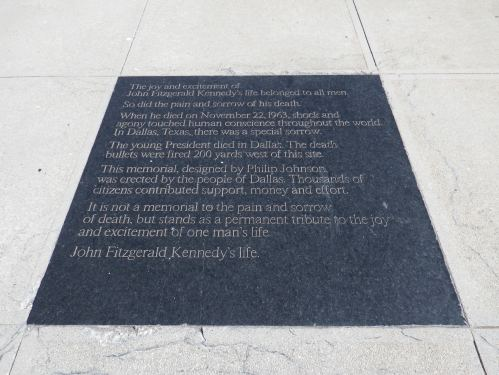 The joy and excitement of
John Fitzgerald Kennedy's life belonged to all men.
So did the pain and sorrow of his death.
When he died on November 22, 1963, shock and
agony touched human conscience throughout the world.
In Dallas, Texas, there was a special sorrow.
The young President died in Dallas. The death
bullets were fired 200 yards west of this site.
This memorial, designed by Philip Johnson,
was erected by the people of Dallas. Thousands of
citizens contributed support, money and effort.
It is not a memorial to the pain and sorrow
of death, but stands as a permanent tribute to the joy
and excitement of one man's life.
John Fitzgerald Kennedy's life.